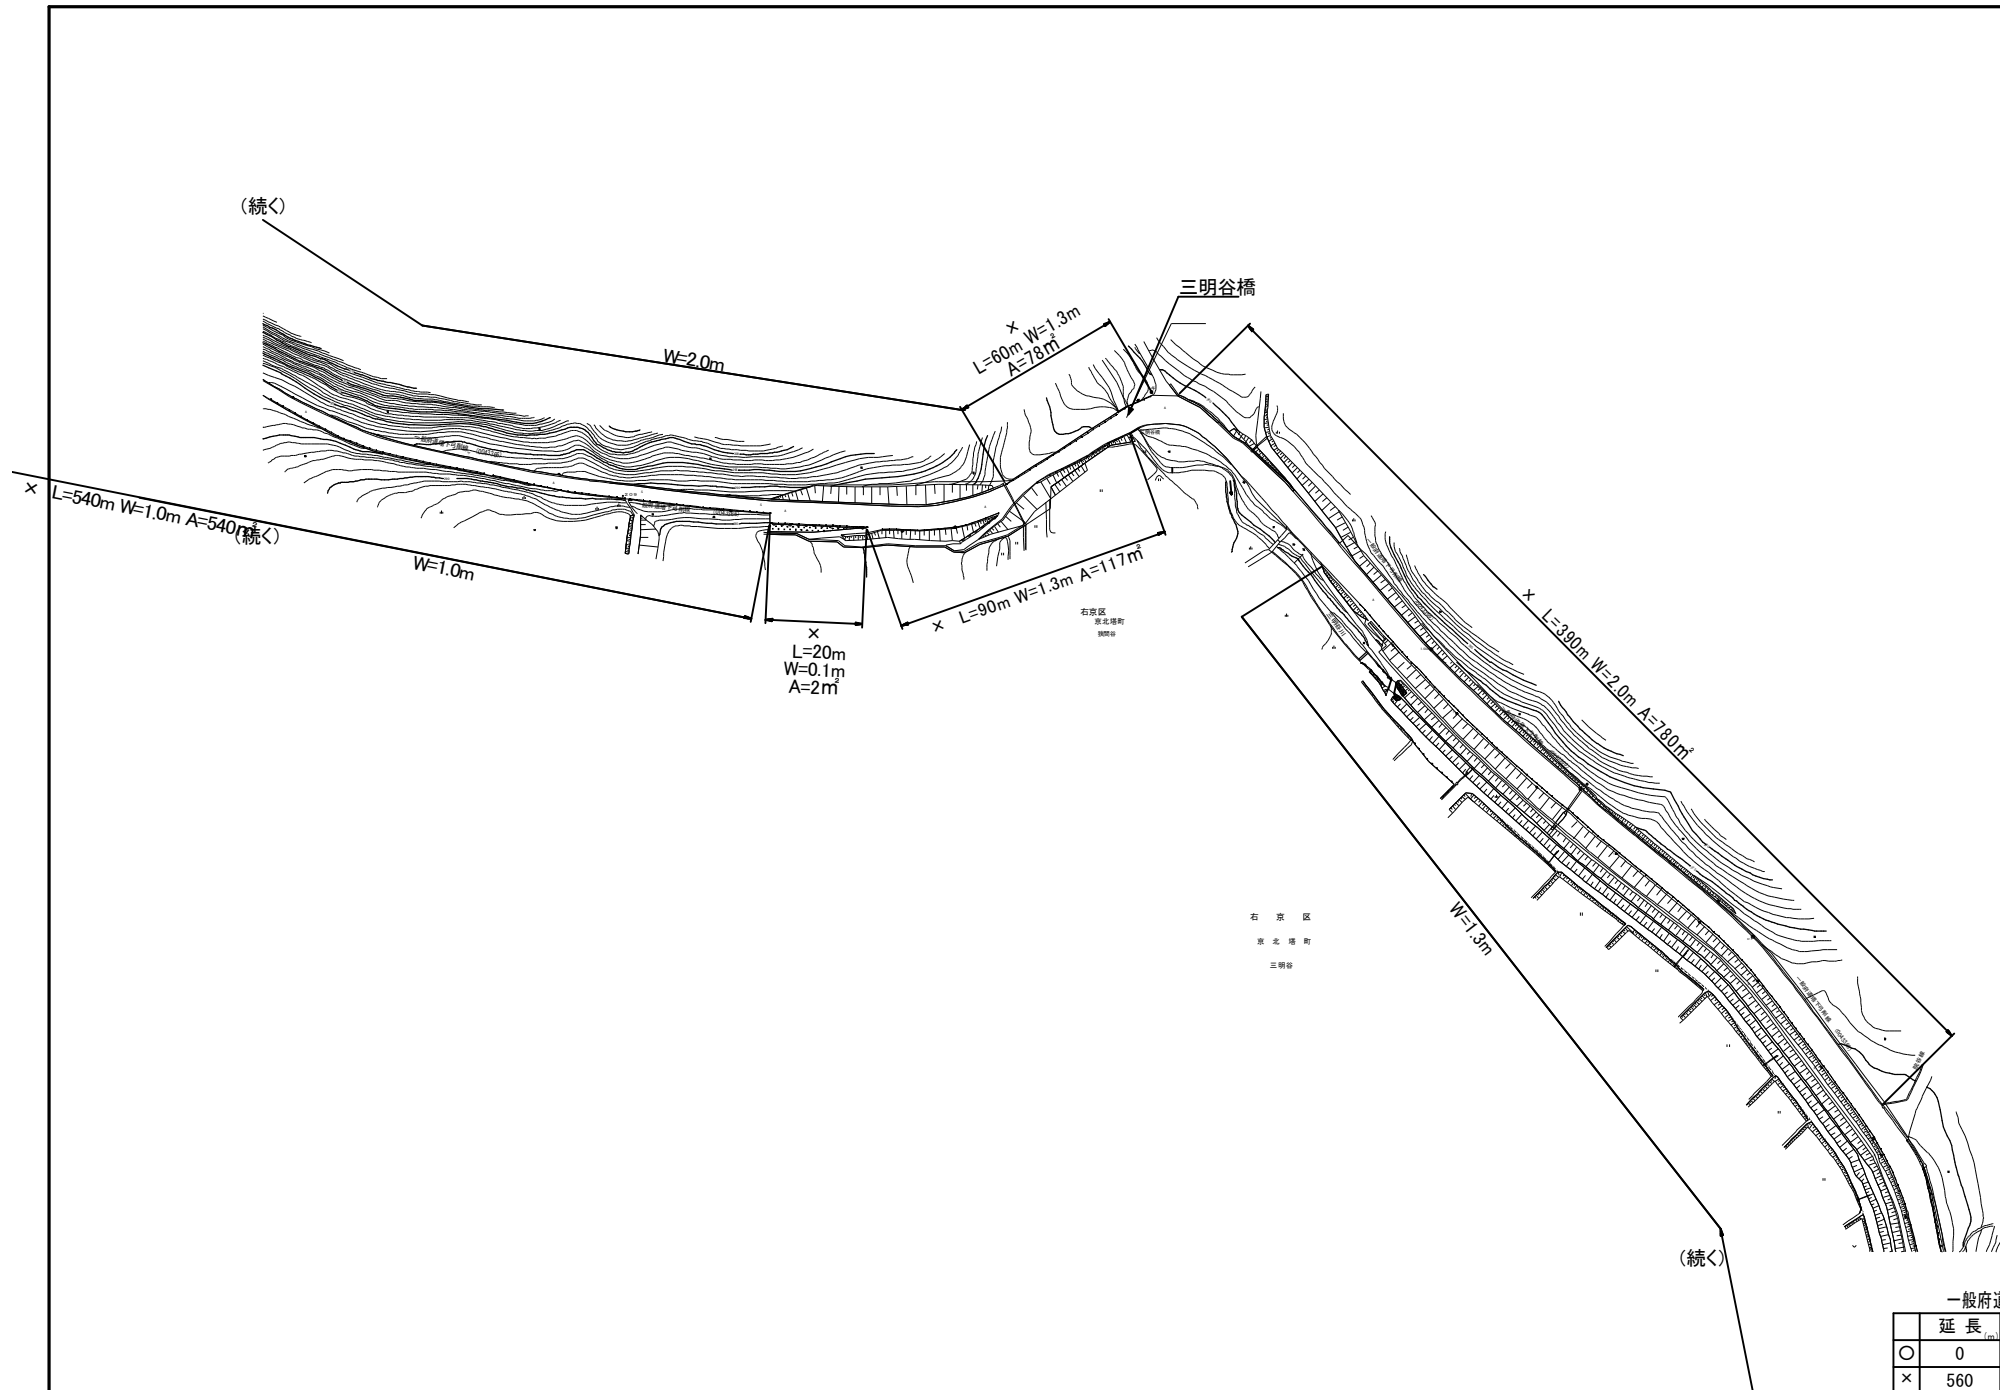 (続く)
三明谷橋
×
L=60m W=1.3m
A=78㎡
W=2.0m
× L=540m W=1.0m A=540㎡
(続く)
W=1.0m
×
L=20m
W=0.1m
A=2㎡
× L=90m W=1.3m A=117㎡
右京区
京北塔町
× L=390m W=2.0m A=780㎡
W=1.3m
右京区
京北塔町
三明谷
(続く)
一般府道
延長(m)
○ 0
× 560